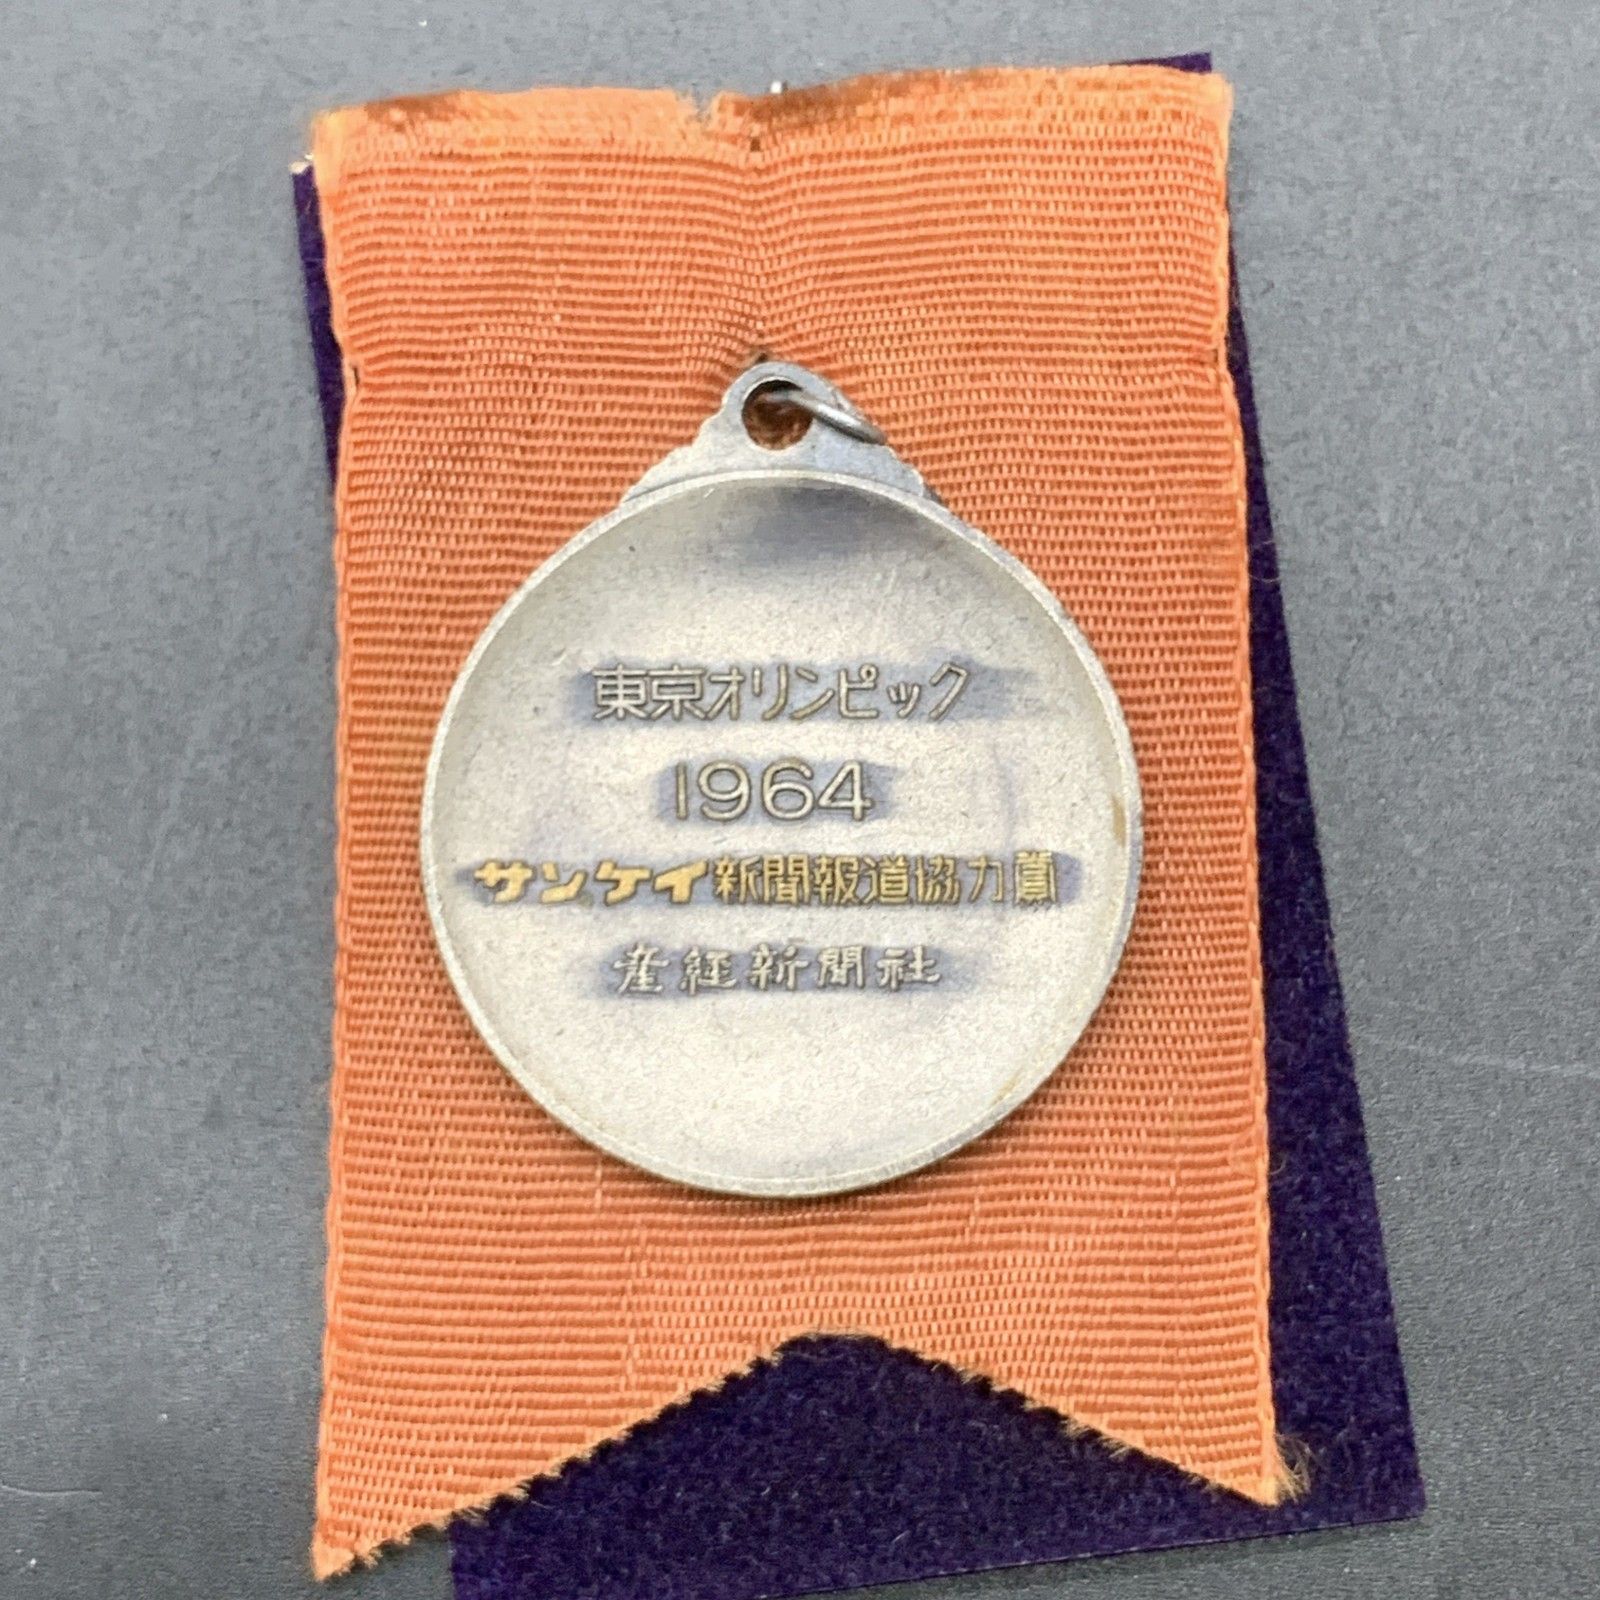 東京オリンピック
1964
サンケイ新聞報道協力賞
産経新聞社